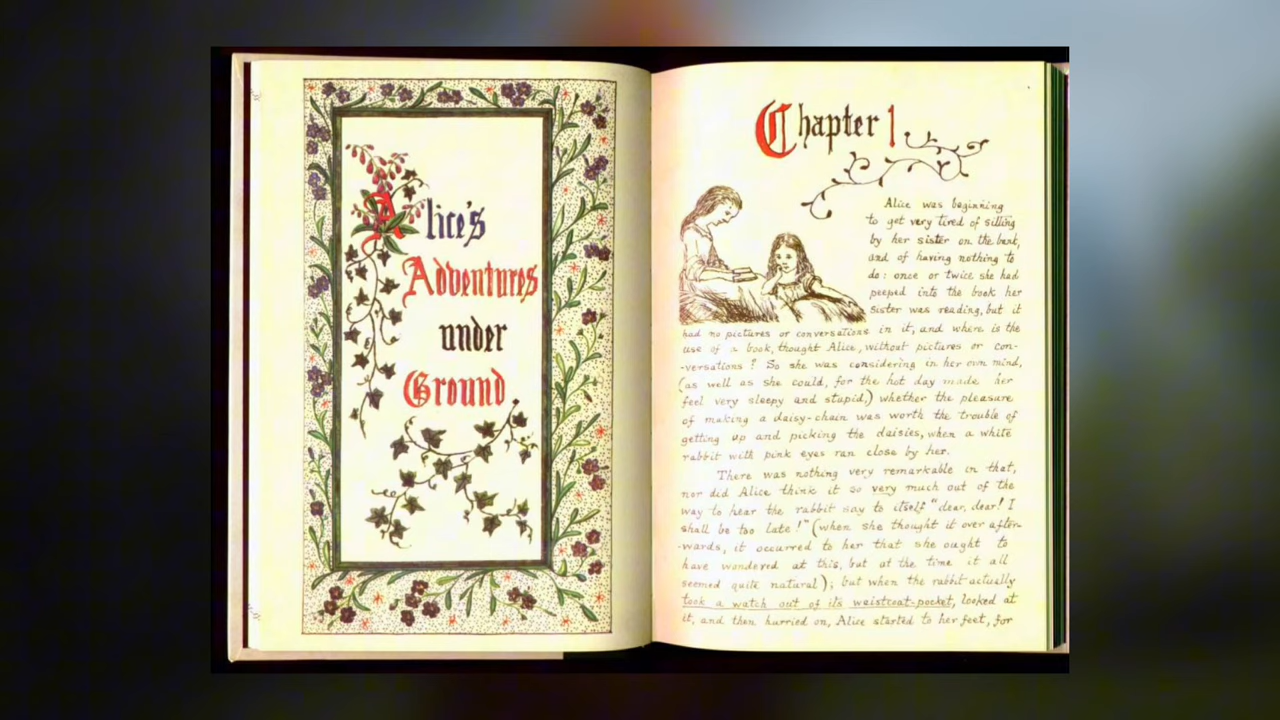 Alice's
Adventures
under
Ground
Chapter 1
Alice was beginning
to get very tired of sitting
by her sister on the bank,
and of having nothing to
do: once or twice she had
peeped into the book her
sister was reading, but it
had no pictures or conversations in it, and where is the
use of a book, thought Alice, without pictures or con-
-versations? So she was considering in her own mind,
(as well as she could, for the hot day made her
feel very sleepy and stupid,) whether the pleasure
of making a daisy-chain was worth the trouble of
getting up and picking the daisies, when a white
rabbit with pink eyes ran close by her.
There was nothing very remarkable in that,
nor did Alice think it so very much out of the
way to hear the rabbit say to itself "dear, dear! I
shall be too late!" (when she thought it over after-
-wards, it occurred to her that she ought to
have wondered at this, but at the time it all
seemed quite natural); but when the rabbit actually
took a watch out of its waistcoat-pocket, looked at
it, and then hurried on, Alice started to her feet, for